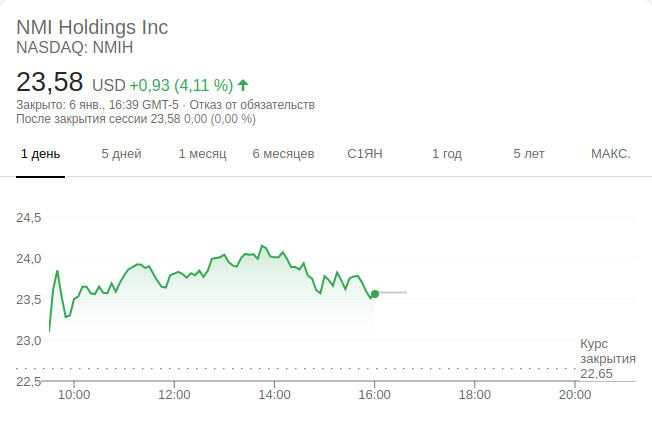 NMI Holdings Inc
NASDAQ: NMIH
23,58 USD +0,93 (4,11 %)
Закрыто: 6 янв., 16:39 GMT-5 · Отказ от обязательств
После закрытия сессии 23,58 0,00 (0,00 %)
1 день 5 дней 1 месяц 6 месяцев С1ЯН 1 год 5 лет МАКС.
24,5
24,0
23,5
23,0
Курс
закрытия
22,65
22,5
10:00 12:00 14:00 16:00 18:00 20:00